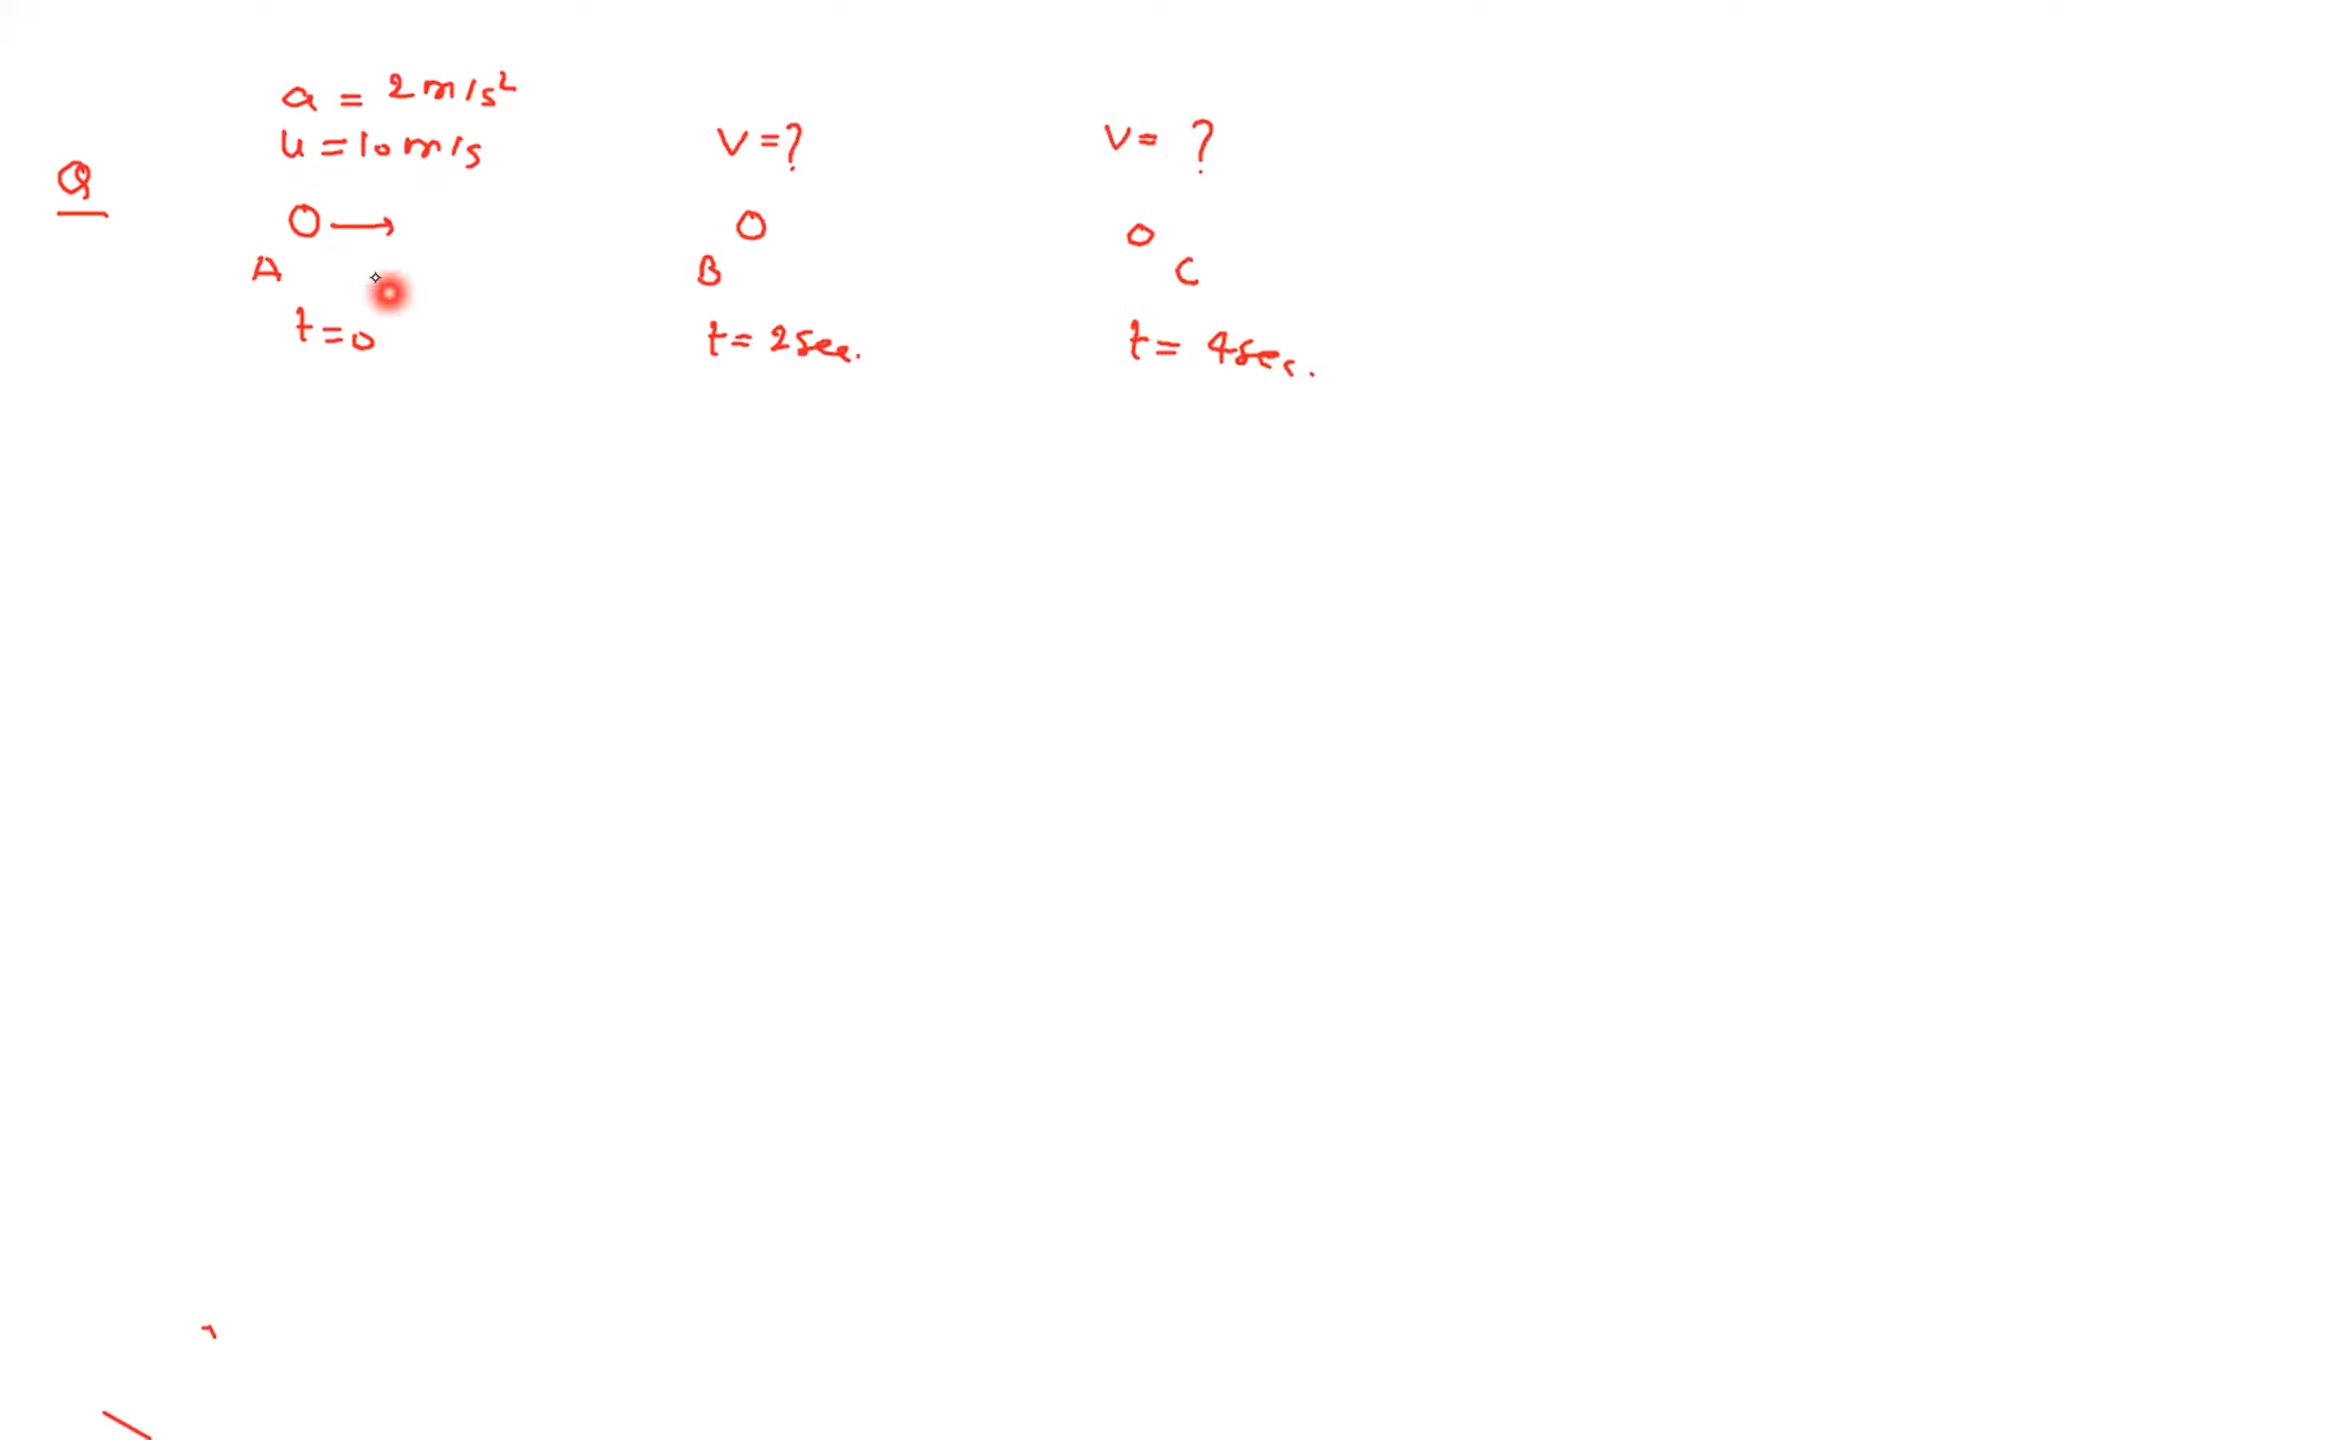 a = 2 m/s²
u = 10 m/s
v = ?
v = ?
Q
A
B
C
t = 0
t = 2 sec.
t = 4 sec.